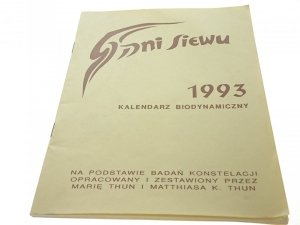 Dni Siewu
1993
KALENDARZ BIODYNAMICZNY
NA PODSTAWIE BADAŃ KONSTELACJI
OPRACOWANY I ZESTAWIONY PRZEZ
MARIĘ THUN I MATTHIASA K. THUN